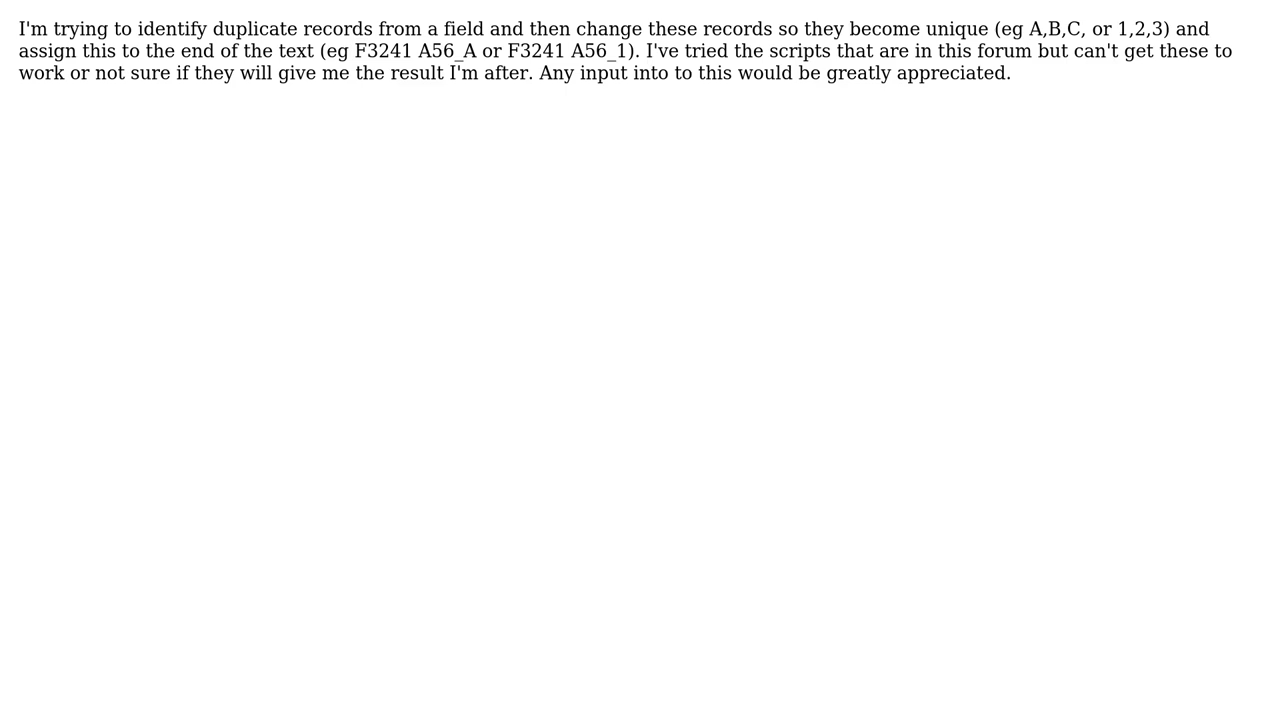 I'm trying to identify duplicate records from a field and then change these records so they become unique (eg A,B,C, or 1,2,3) and
assign this to the end of the text (eg F3241 A56_A or F3241 A56_1). I've tried the scripts that are in this forum but can't get these to
work or not sure if they will give me the result I'm after. Any input into to this would be greatly appreciated.